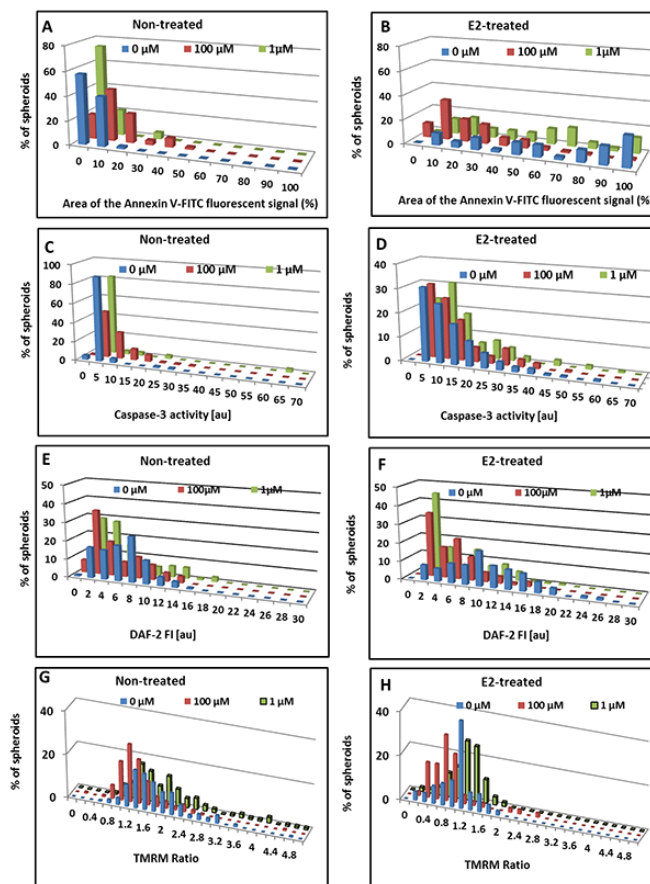 Non-treated
A
0 µM 100 µM 1µM
80
60
40
20
0
% of spheroids
0 10 20 30 40 50 60 70 80 90 100
Area of the Annexin V-FITC fluorescent signal (%)
E2-treated
B
0 µM 100 µM 1 µM
80
60
40
20
0
% of spheroids
0 10 20 30 40 50 60 70 80 90 100
Area of the Annexin V-FITC fluorescent signal (%)
Non-treated
C
0 µM 100 µM 1 µM
100
80
60
40
20
0
% of spheroids
0 5 10 15 20 25 30 35 40 45 50 55 60 65 70
Caspase-3 activity [au]
E2-treated
D
0 µM 100 µM 1 µM
40
30
20
10
0
% of spheroids
0 5 10 15 20 25 30 35 40 45 50 55 60 65 70
Caspase-3 activity [au]
Non-treated
E
0 µM 100µM 1µM
50
40
30
20
10
0
% of spheroids
0 2 4 6 8 10 12 14 16 18 20 22 24 26 28 30
DAF-2 FI [au]
E2-treated
F
0 µM 100µM 1µM
50
40
30
20
10
0
% of spheroids
0 2 4 6 8 10 12 14 16 18 20 22 24 26 28 30
DAF-2 FI [au]
Non-treated
G
0 µM 100 µM 1 µM
40
20
0
% of spheroids
0 0.4 0.8 1.2 1.6 2 2.4 2.8 3.2 3.6 4 4.4 4.8
TMRM Ratio
E2-treated
H
0 µM 100 µM 1 µM
40
20
0
% of spheroids
0 0.4 0.8 1.2 1.6 2 2.4 2.8 3.2 3.6 4 4.4 4.8
TMRM Ratio